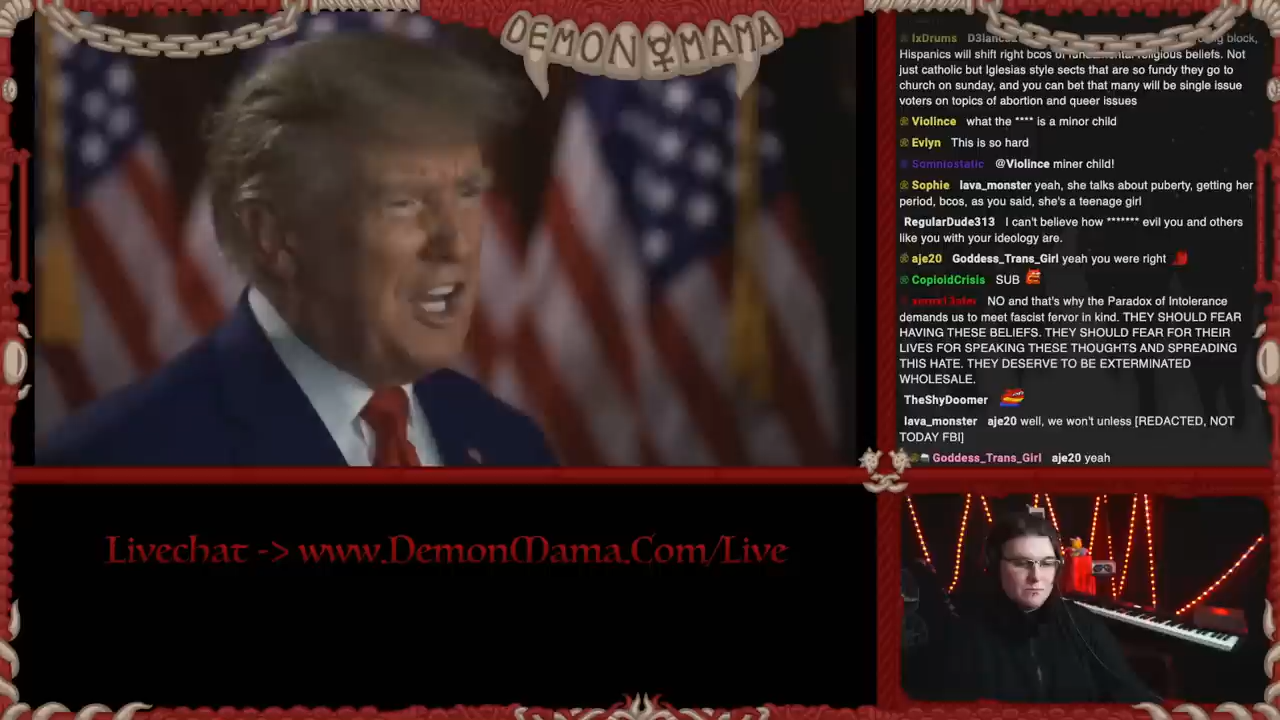 DEMON MAMA
IxDrums
block,
Hispanics will shift right bcos of fundamental religious beliefs. Not
just catholic but Iglesias style sects that are so fundy they go to
church on sunday, and you can bet that many will be single issue
voters on topics of abortion and queer issues
Violince what the **** is a minor child
Evlyn This is so hard
Somniostatic @Violince miner child!
Sophie lava_monster yeah, she talks about puberty, getting her
period, bcos, as you said, she's a teenage girl
RegularDude313 I can't believe how ******* evil you and others
like you with your ideology are.
aje20 Goddess_Trans_Girl yeah you were right
CopioldCrisis SUB
NO and that's why the Paradox of Intolerance
demands us to meet fascist fervor in kind. THEY SHOULD FEAR
HAVING THESE BELIEFS. THEY SHOULD FEAR FOR THEIR
LIVES FOR SPEAKING THESE THOUGHTS AND SPREADING
THIS HATE. THEY DESERVE TO BE EXTERMINATED
WHOLESALE.
TheShyDoomer
lava_monster aje20 well, we won't unless [REDACTED, NOT
TODAY FBI]
Goddess_Trans_Girl aje20 yeah
Livechat -> www.DemonMama.Com/Live